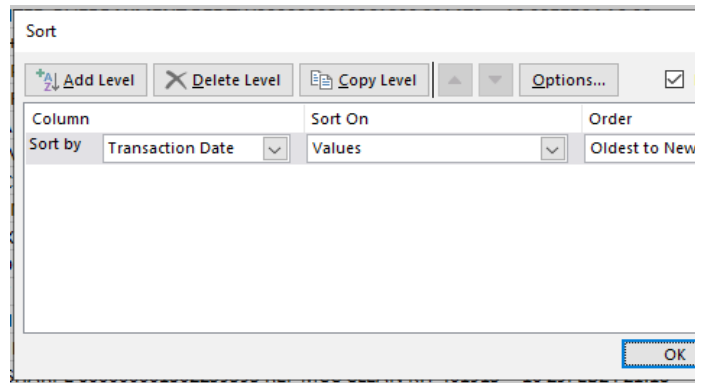 Sort
Add Level Delete Level Copy Level Options...
Column Sort On Order
Sort by Transaction Date Values Oldest to New
OK